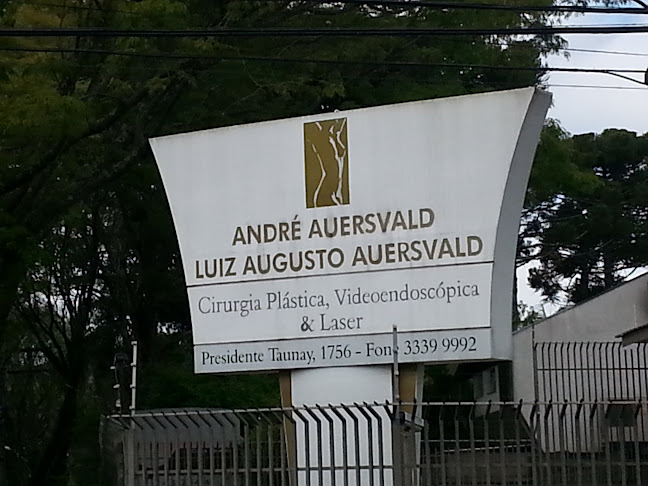 ANDRÉ AUERSVALD
LUIZ AUGUSTO AUERSVALD
Cirurgia Plástica, Videoendoscópica
& Laser
Presidente Taunay, 1756 - Fone 3339 9992